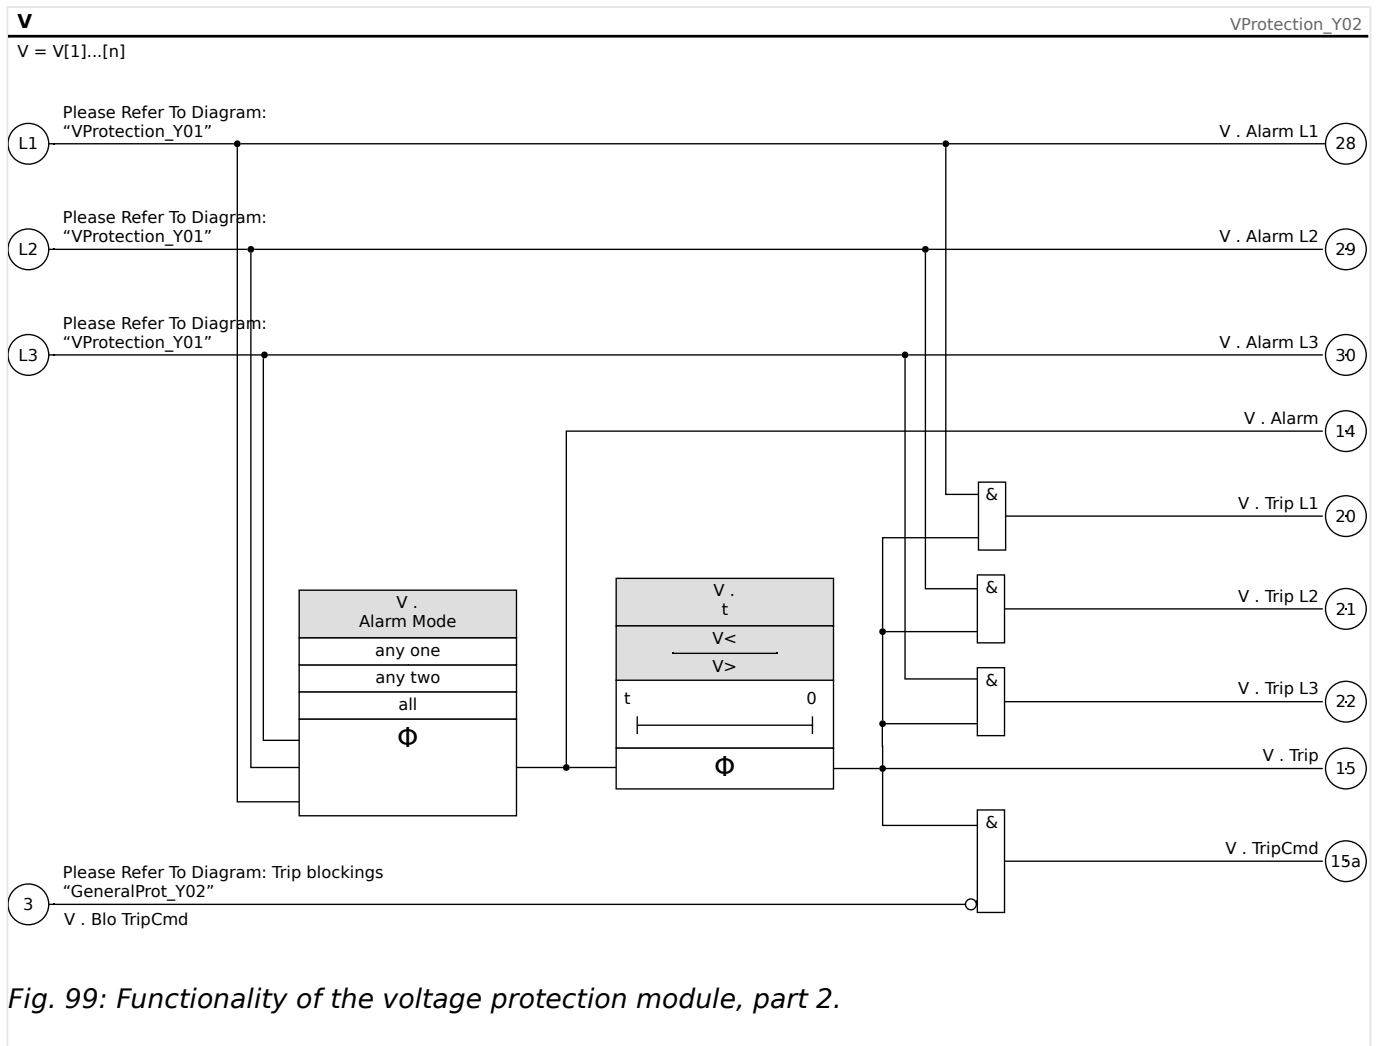 V
VProtection_Y02
V = V[1]...[n]
Please Refer To Diagram:
“VProtection_Y01”
L1
V . Alarm L1
28
Please Refer To Diagram:
“VProtection_Y01”
L2
V . Alarm L2
29
Please Refer To Diagram:
“VProtection_Y01”
L3
V . Alarm L3
30
V . Alarm
14
&
V . Trip L1
20
&
V . Trip L2
21
&
V . Trip L3
22
V .
Alarm Mode
any one
any two
all
Φ
V .
t
V<
V>
t 0
Φ
V . Trip
15
&
V . TripCmd
15a
Please Refer To Diagram: Trip blockings
“GeneralProt_Y02”
3
V . Blo TripCmd
Fig. 99: Functionality of the voltage protection module, part 2.